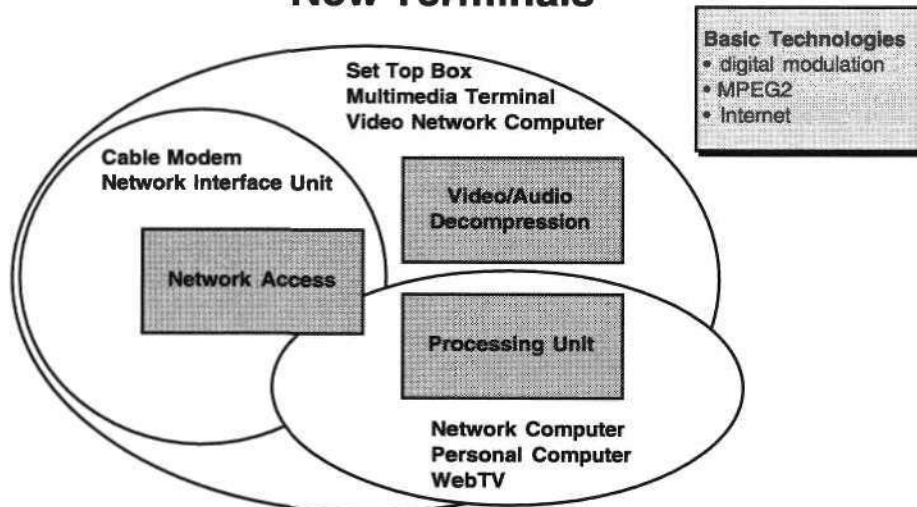 New Terminals
Basic Technologies
• digital modulation
• MPEG2
• Internet
Set Top Box
Multimedia Terminal
Video Network Computer
Cable Modem
Network Interface Unit
Video/Audio
Decompression
Network Access
Processing Unit
Network Computer
Personal Computer
WebTV